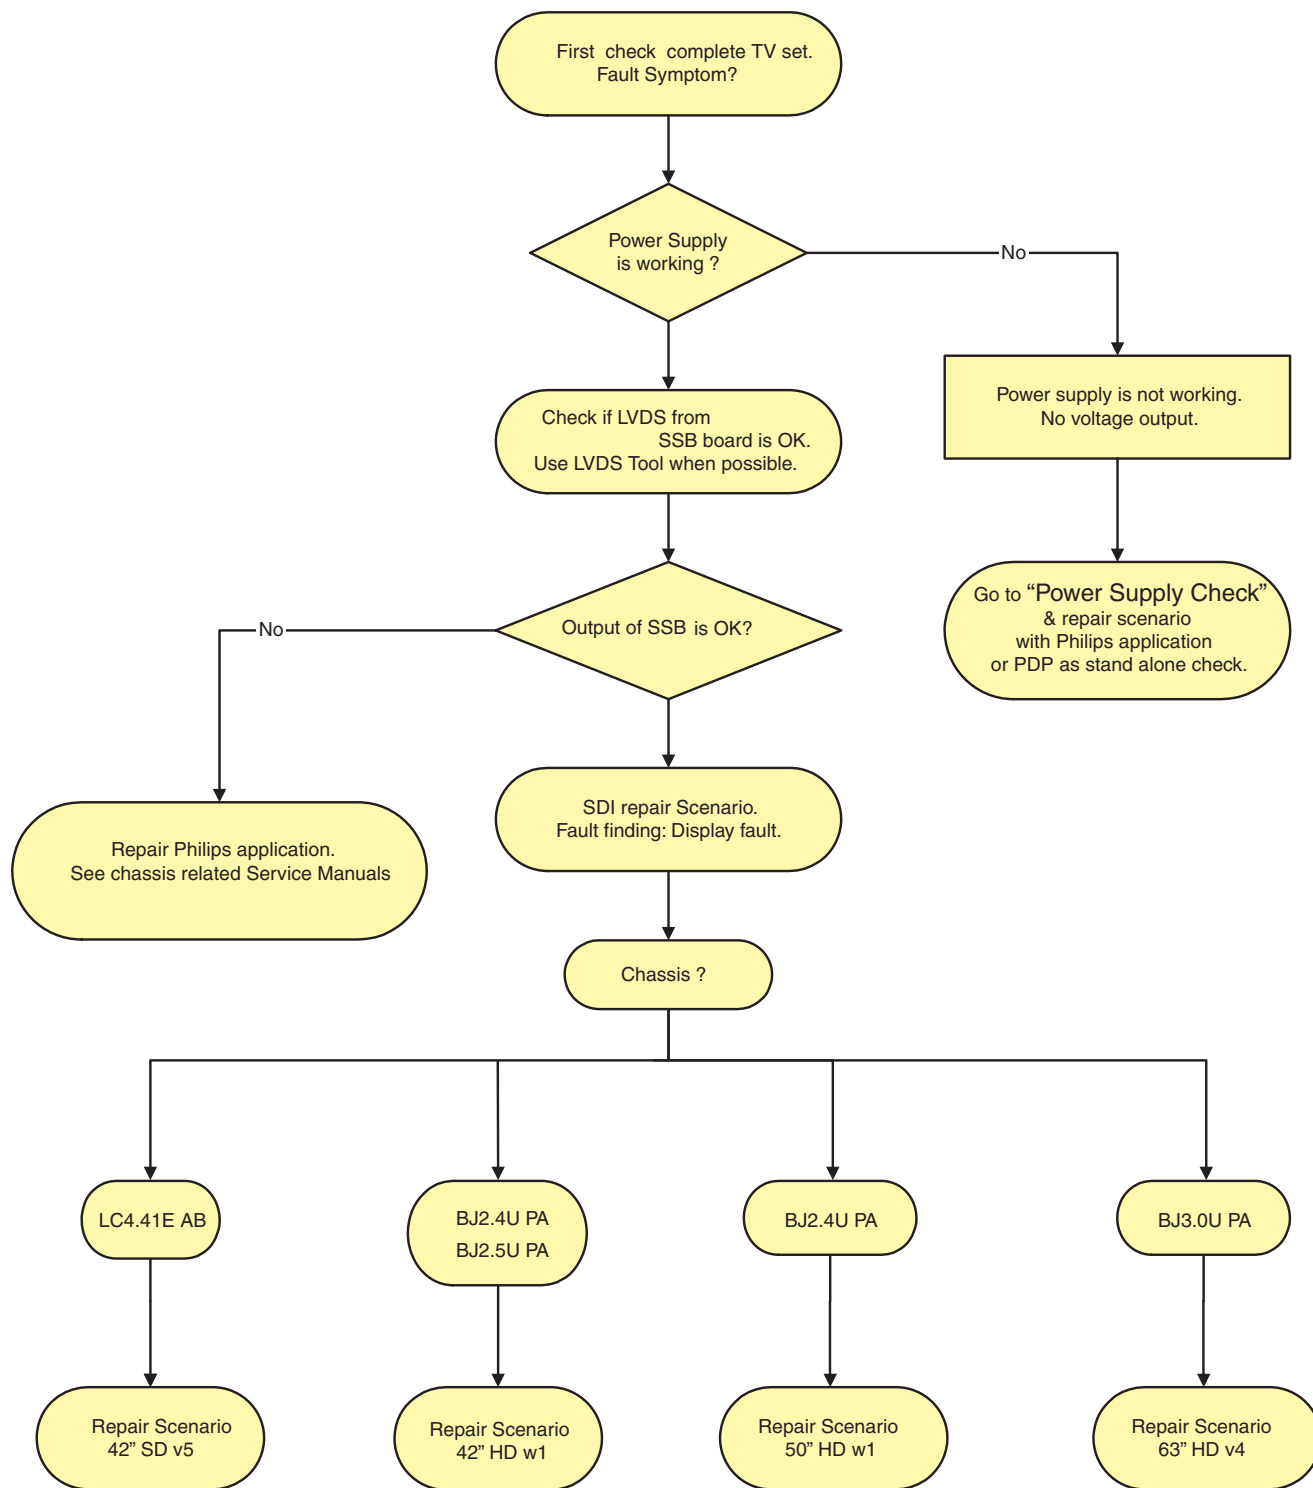 First check complete TV set.
Fault Symptom?
Power Supply
is working ?
No
Check if LVDS from
SSB board is OK.
Use LVDS Tool when possible.
Power supply is not working.
No voltage output.
Go to “Power Supply Check”
& repair scenario
with Philips application
or PDP as stand alone check.
Output of SSB is OK?
No
SDI repair Scenario.
Fault finding: Display fault.
Repair Philips application.
See chassis related Service Manuals
Chassis ?
LC4.41E AB
BJ2.4U PA
BJ2.5U PA
BJ2.4U PA
BJ3.0U PA
Repair Scenario
42” SD v5
Repair Scenario
42” HD w1
Repair Scenario
50” HD w1
Repair Scenario
63” HD v4